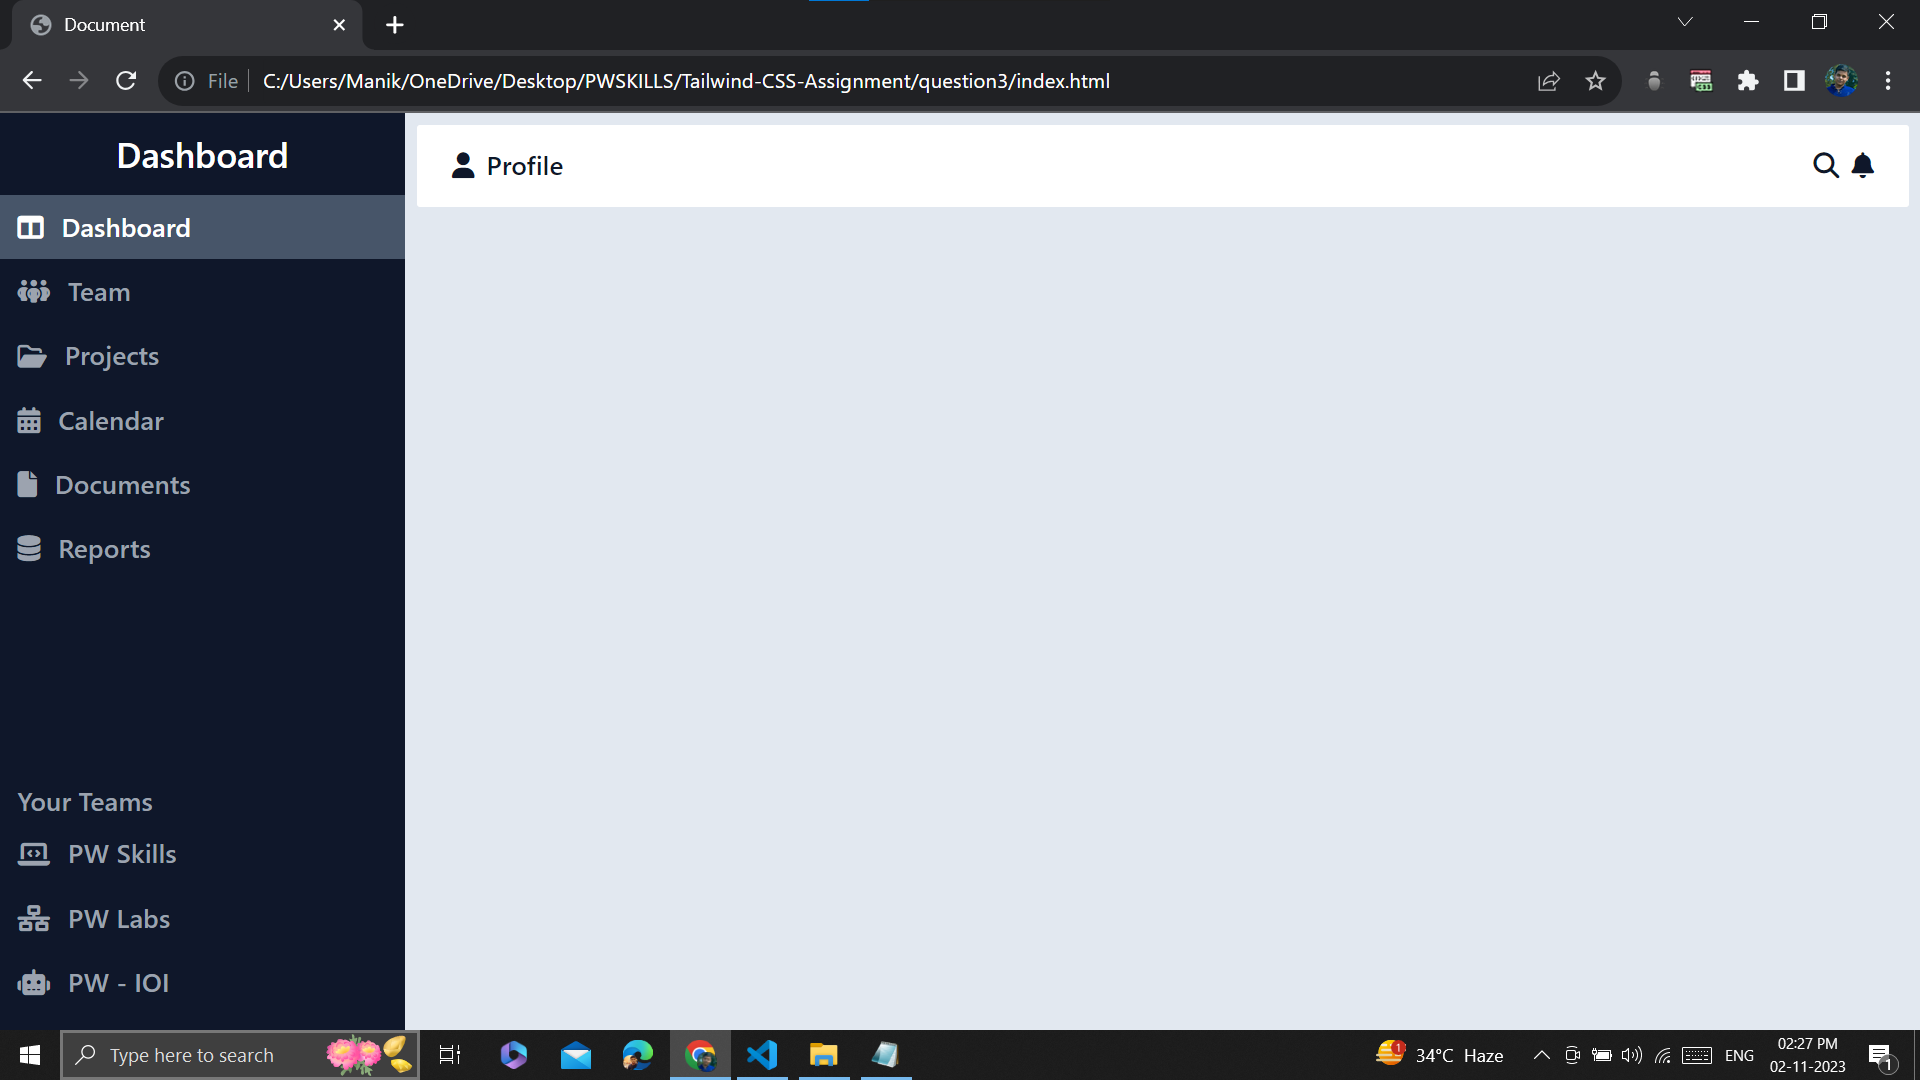 Document
File
C:/Users/Manik/OneDrive/Desktop/PWSKILLS/Tailwind-CSS-Assignment/question3/index.html
Dashboard
Dashboard
Team
Projects
Calendar
Documents
Reports
Your Teams
PW Skills
PW Labs
PW - IOI
Profile
Type here to search
1
34°C Haze
ENG
02:27 PM
02-11-2023
1